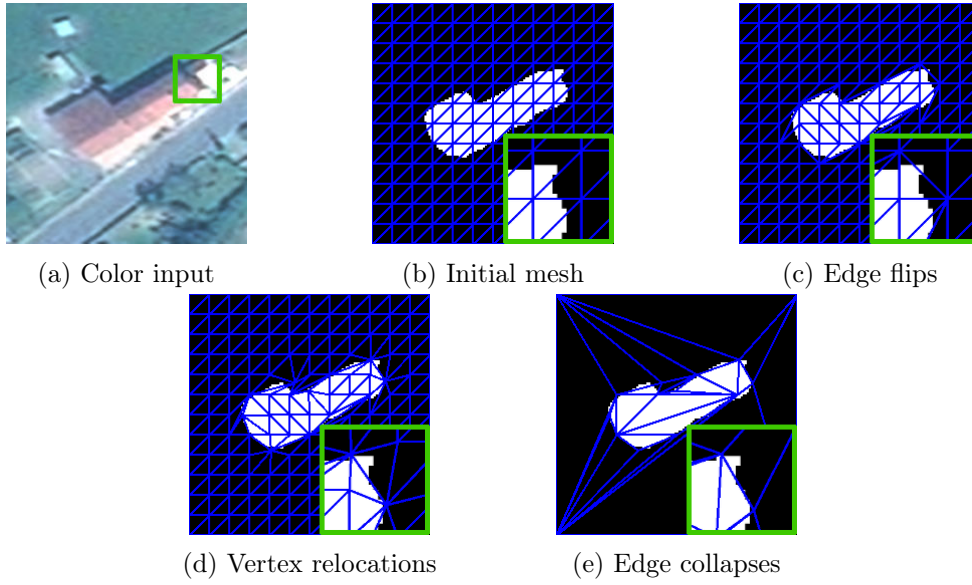 (a) Color input
(b) Initial mesh
(c) Edge flips
(d) Vertex relocations
(e) Edge collapses